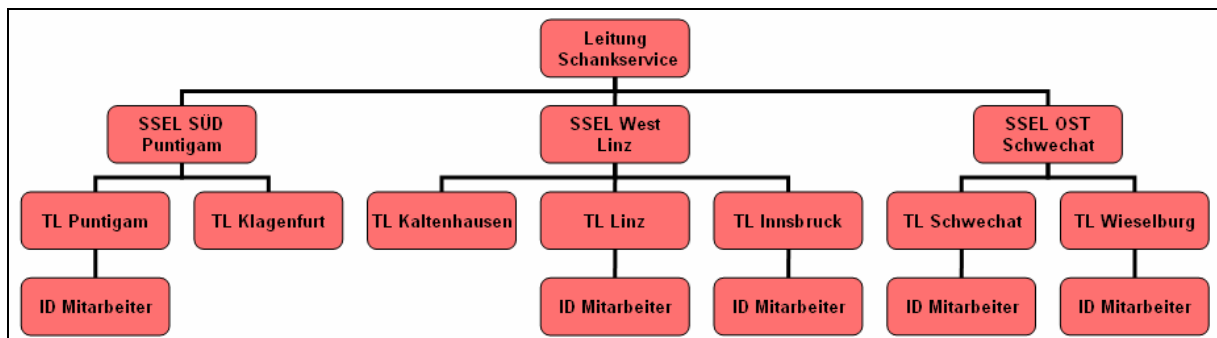 Leitung
Schankservice
SSEL SÜD
Puntigam
SSEL West
Linz
SSEL OST
Schwechat
TL Puntigam
TL Klagenfurt
TL Kaltenhausen
TL Linz
TL Innsbruck
TL Schwechat
TL Wieselburg
ID Mitarbeiter
ID Mitarbeiter
ID Mitarbeiter
ID Mitarbeiter
ID Mitarbeiter